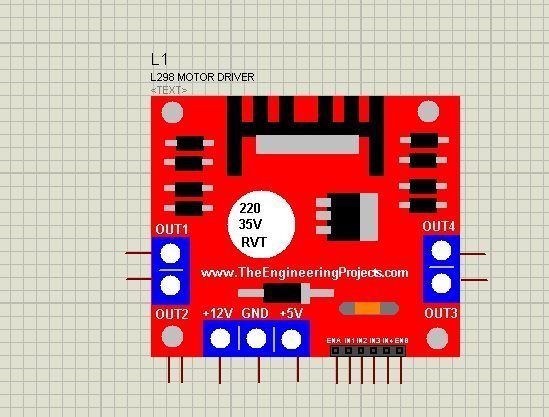 L1
L298 MOTOR DRIVER
<TEXT>
220
35V
RVT
OUT1
OUT4
www.TheEngineeringProjects.com
OUT2
+12V GND +5V
OUT3
ENA IN1 IN2 IN3 IN4 ENB